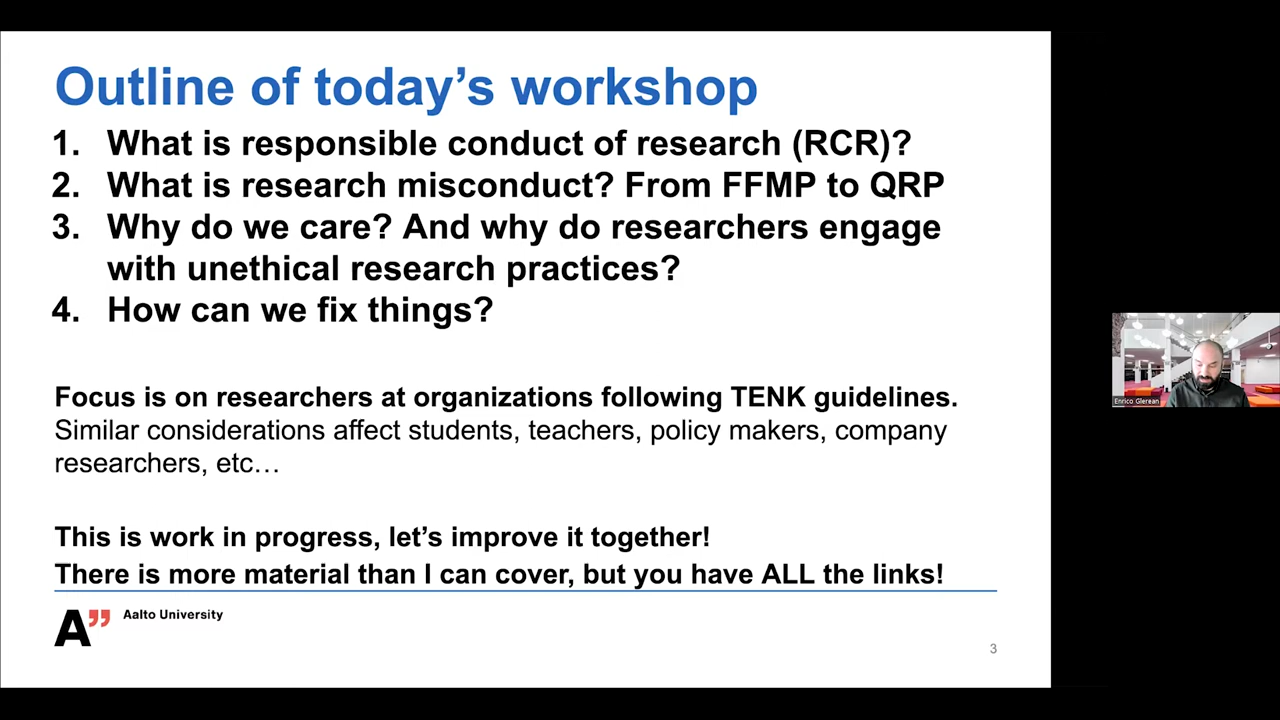 Outline of today’s workshop
1. What is responsible conduct of research (RCR)?
2. What is research misconduct? From FFMP to QRP
3. Why do we care? And why do researchers engage
with unethical research practices?
4. How can we fix things?
Focus is on researchers at organizations following TENK guidelines.
Similar considerations affect students, teachers, policy makers, company
researchers, etc…
This is work in progress, let’s improve it together!
There is more material than I can cover, but you have ALL the links!
A” Aalto University
3
Enrico Glerean